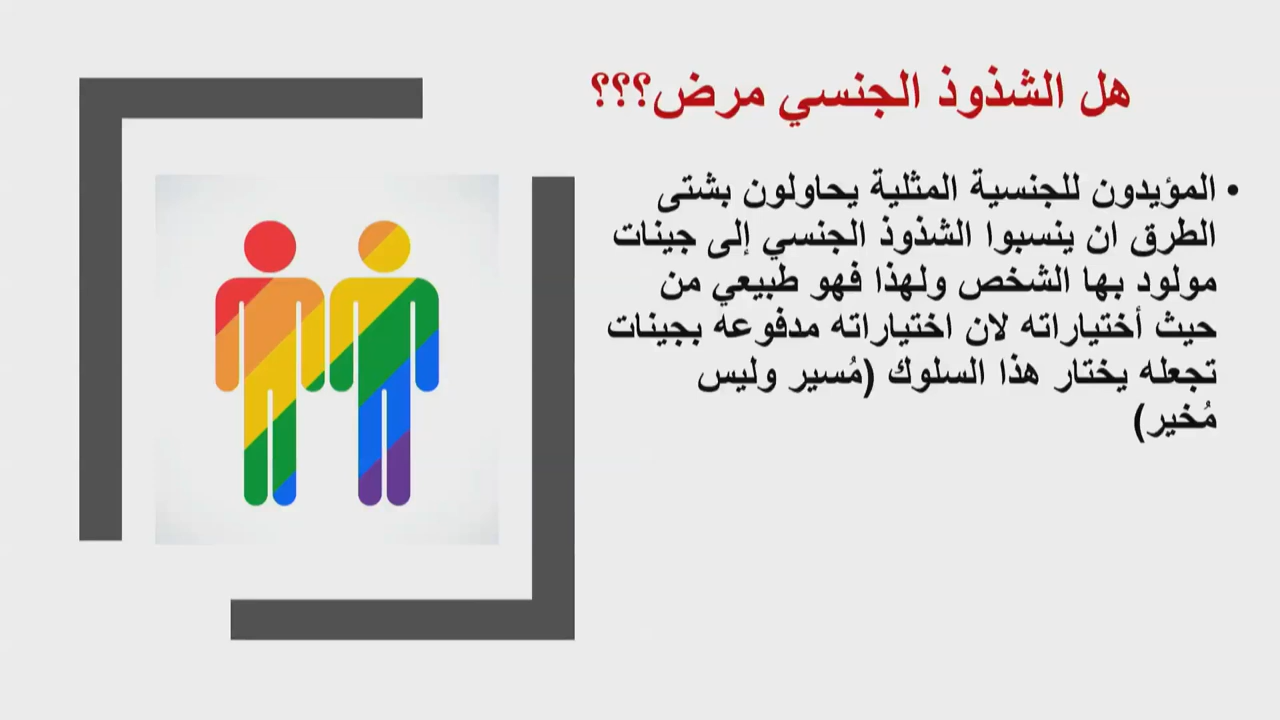 هل الشذوذ الجنسي مرض؟؟؟
• المؤيدون للجنسية المثلية يحاولون بشتى
الطرق ان ينسبوا الشذوذ الجنسي إلى جينات
مولود بها الشخص ولهذا فهو طبيعي من
حيث أختياراته لان اختياراته مدفوعه بجينات
تجعله يختار هذا السلوك (مُسير وليس
مُخير)